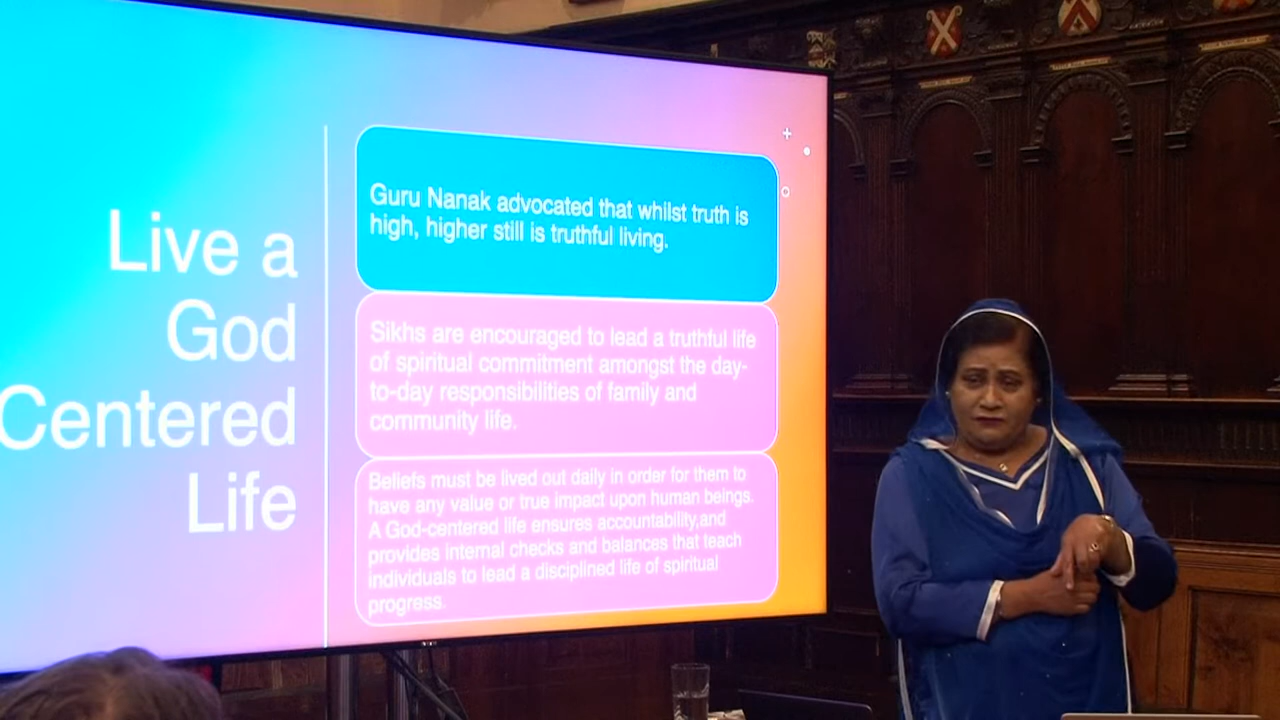 Live a
God
Centered
Life
Guru Nanak advocated that whilst truth is
high, higher still is truthful living.
Sikhs are encouraged to lead a truthful life
of spiritual commitment amongst the day-
to-day responsibilities of family and
community life.
Beliefs must be lived out daily in order for them to
have any value or true impact upon human beings.
A God-centered life ensures accountability,and
provides internal checks and balances that teach
individuals to lead a disciplined life of spiritual
progress.